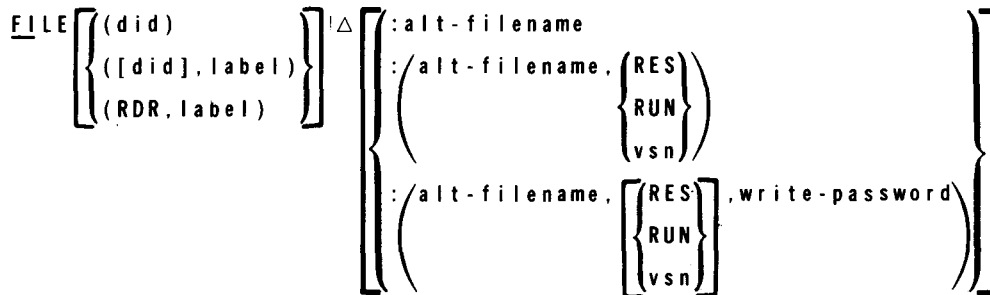 FILE [{(did) ([did],label) (RDR,label)}] △ [{:alt-filename
:(alt-filename,{RES RUN vsn})
:(alt-filename,[{RES RUN vsn}],write-password)}]